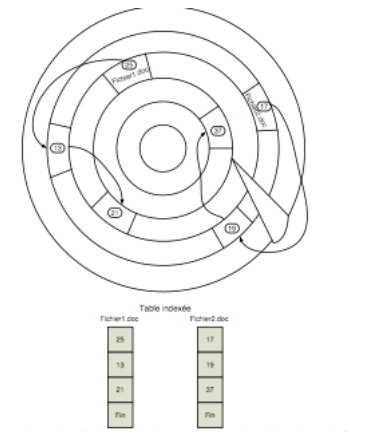 25
Fichier1.doc
17
Fichier2.doc
37
13
21
19
Table indexée
Fichier1.doc Fichier2.doc
25 17
13 19
21 37
Fin Fin